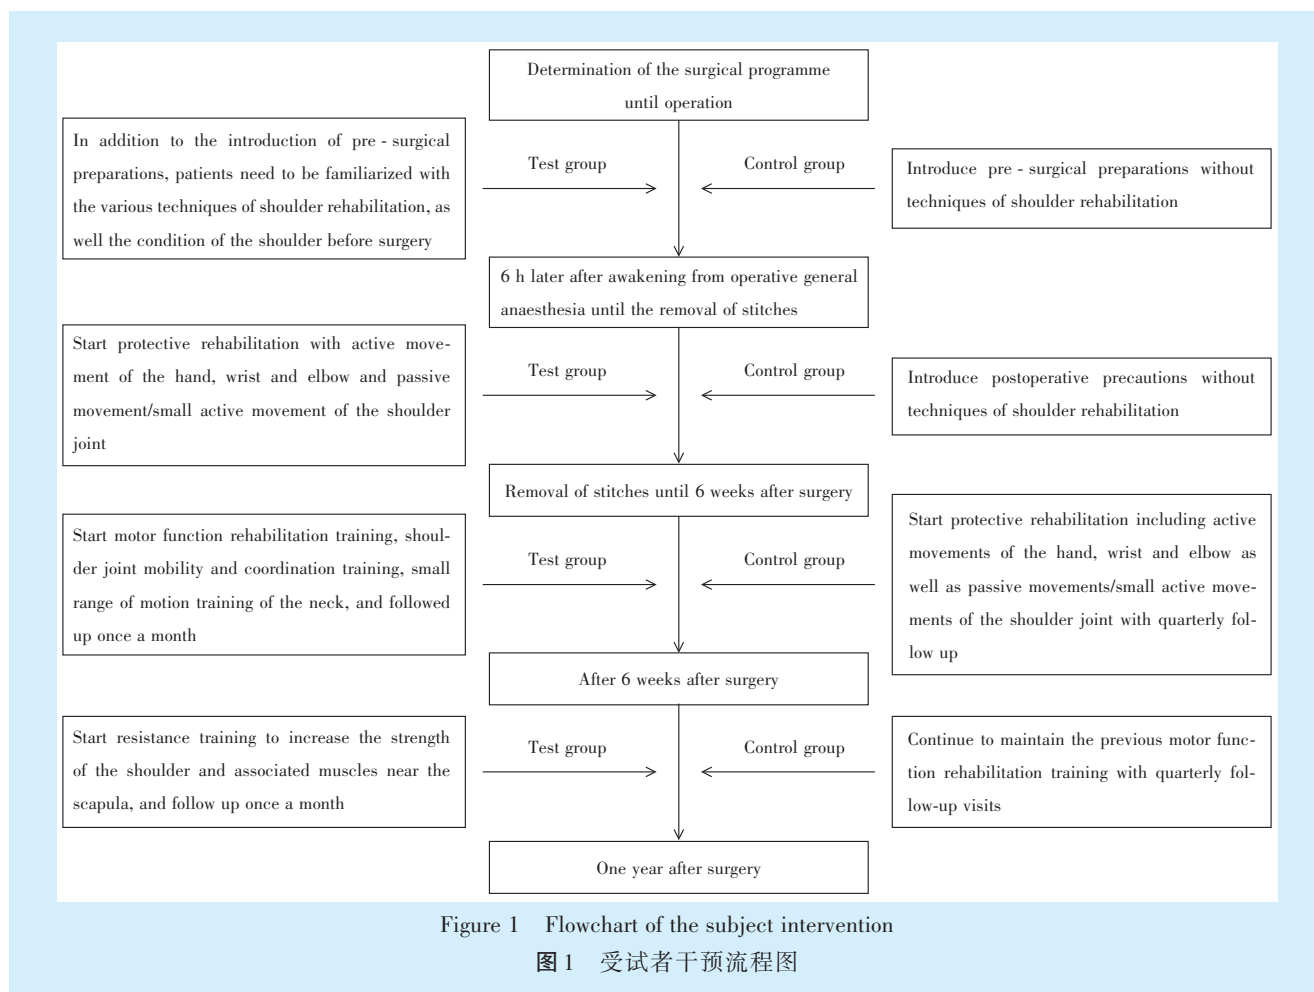 Determination of the surgical programme
until operation
In addition to the introduction of pre - surgical
preparations, patients need to be familiarized with
the various techniques of shoulder rehabilitation, as
well the condition of the shoulder before surgery
Test group
Control group
Introduce pre - surgical preparations without
techniques of shoulder rehabilitation
6 h later after awakening from operative general
anaesthesia until the removal of stitches
Start protective rehabilitation with active move-
ment of the hand, wrist and elbow and passive
movement/small active movement of the shoulder
joint
Test group
Control group
Introduce postoperative precautions without
techniques of shoulder rehabilitation
Removal of stitches until 6 weeks after surgery
Start motor function rehabilitation training, shoul-
der joint mobility and coordination training, small
range of motion training of the neck, and followed
up once a month
Test group
Control group
Start protective rehabilitation including active
movements of the hand, wrist and elbow as
well as passive movements/small active move-
ments of the shoulder joint with quarterly fol-
low up
After 6 weeks after surgery
Start resistance training to increase the strength
of the shoulder and associated muscles near the
scapula, and follow up once a month
Test group
Control group
Continue to maintain the previous motor func-
tion rehabilitation training with quarterly fol-
low-up visits
One year after surgery
Figure 1 Flowchart of the subject intervention
图 1 受试者干预流程图